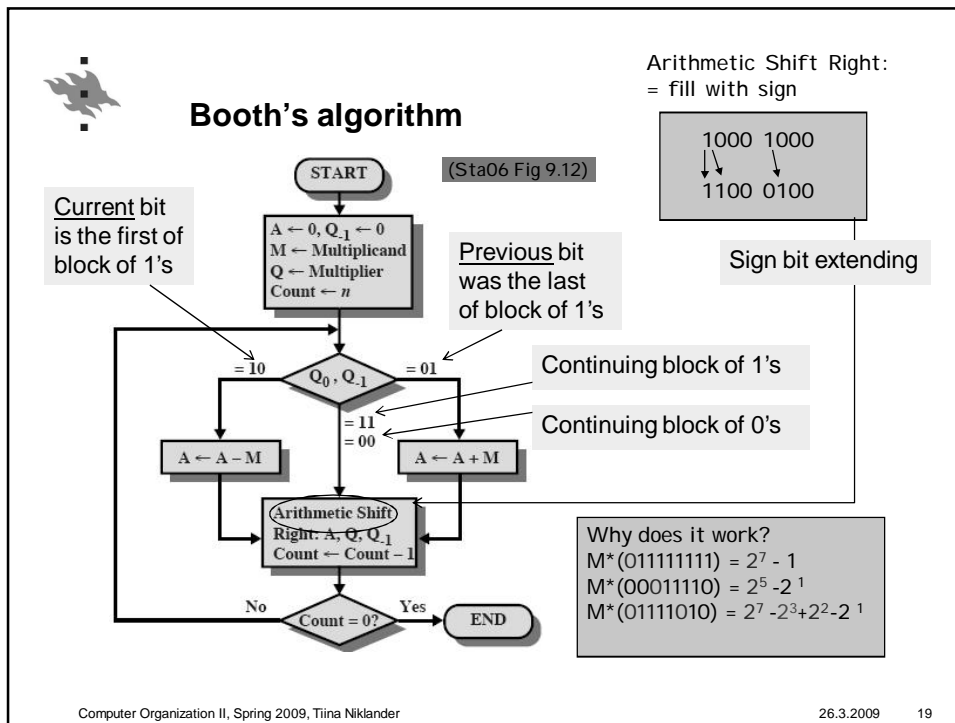 Booth's algorithm
Arithmetic Shift Right:
= fill with sign
1000 1000
1100 0100
Sign bit extending
(Sta06 Fig 9.12)
Current bit
is the first of
block of 1's
START
A ← 0, Q-1 ← 0
M ← Multiplicand
Q ← Multiplier
Count ← n
Previous bit
was the last
of block of 1's
= 10
Q0 , Q-1
= 01
= 11
= 00
Continuing block of 1's
Continuing block of 0's
A ← A – M
A ← A + M
Arithmetic Shift
Right: A, Q, Q-1
Count ← Count – 1
No
Count = 0?
Yes
END
Why does it work?
M*(011111111) = 2⁷ - 1
M*(00011110) = 2⁵ -2 ¹
M*(01111010) = 2⁷ -2³+2²-2 ¹
Computer Organization II, Spring 2009, Tiina Niklander
26.3.2009
19